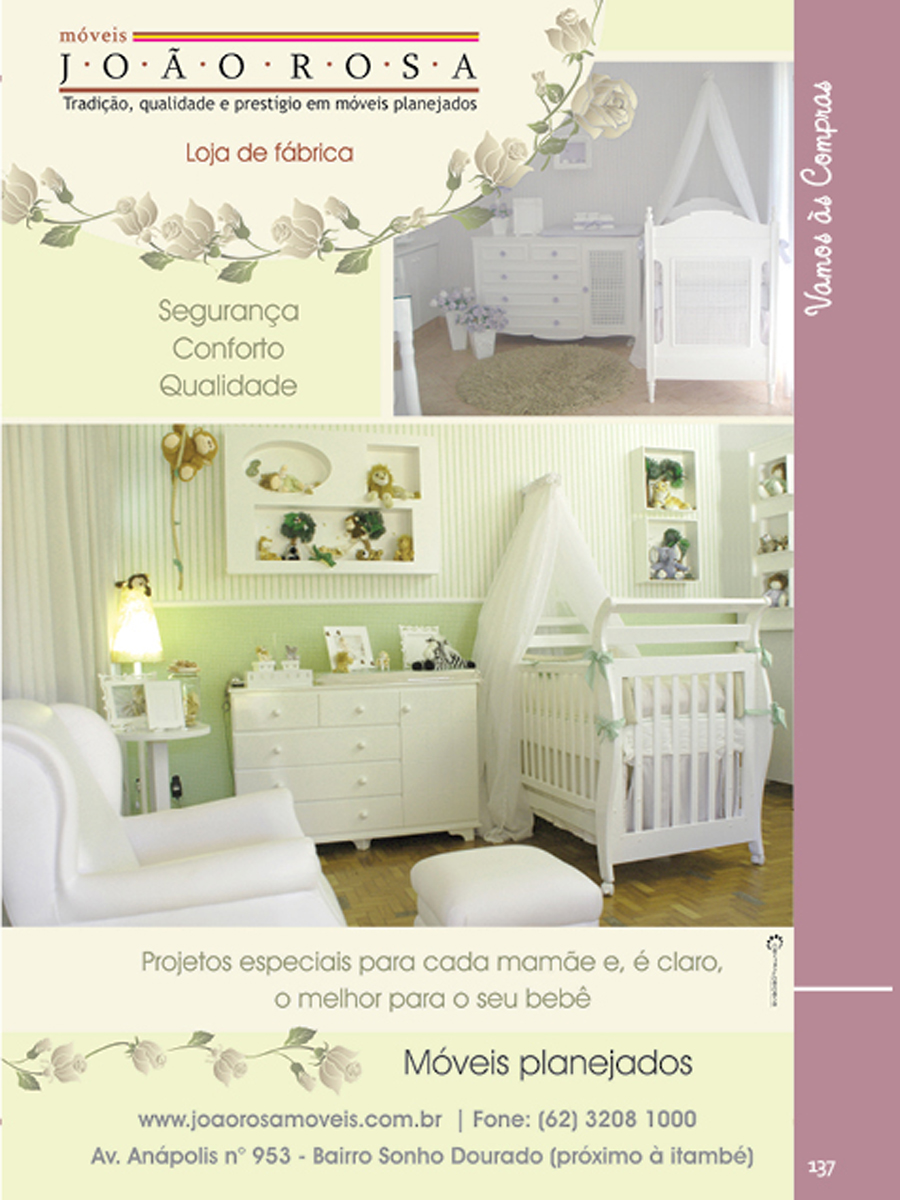 móveis
J·O·Ã·O·R·O·S·A
Tradição, qualidade e prestígio em móveis planejados
Loja de fábrica
Segurança
Conforto
Qualidade
Vamos às Compras
Projetos especiais para cada mamãe e, é claro,
o melhor para o seu bebê
Móveis planejados
www.joaorosamoveis.com.br | Fone: (62) 3208 1000
Av. Anápolis n° 953 - Bairro Sonho Dourado (próximo à itambé)
137